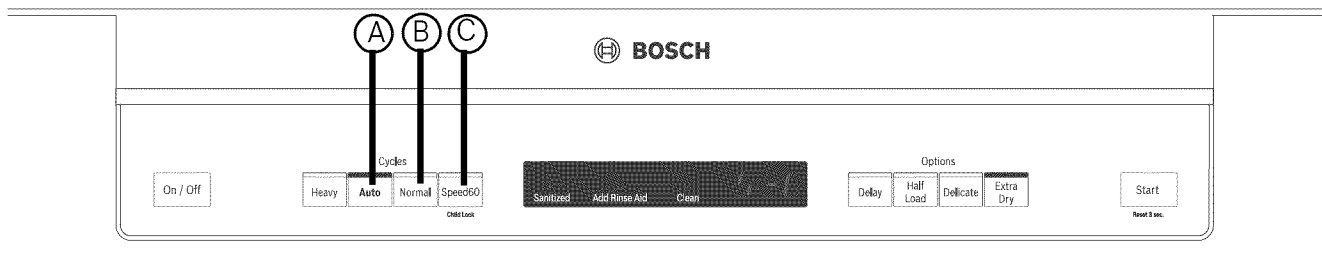 A B C
BOSCH
Cycles
Options
On / Off
Heavy Auto Normal Speed60
Child Lock
Sanitized Add Rinse Aid Clean
Delay Half Load Delicate Extra Dry
Start
Reset 3 sec.